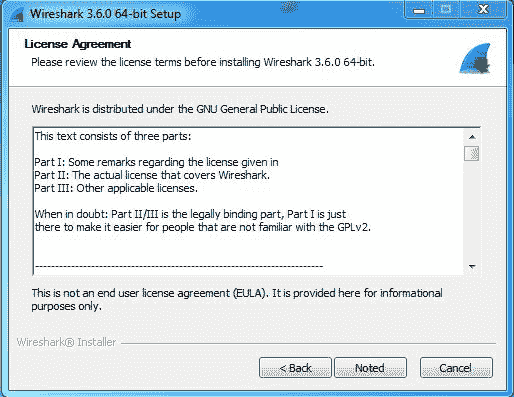 Wireshark 3.6.0 64-bit Setup
License Agreement
Please review the license terms before installing Wireshark 3.6.0 64-bit.
Wireshark is distributed under the GNU General Public License.
This text consists of three parts:
Part I: Some remarks regarding the license given in
Part II: The actual license that covers Wireshark.
Part III: Other applicable licenses.
When in doubt: Part II/III is the legally binding part, Part I is just
there to make it easier for people that are not familiar with the GPLv2.
------------------------------------------------------------------------
This is not an end user license agreement (EULA). It is provided here for informational
purposes only.
Wireshark® Installer
< Back
Noted
Cancel